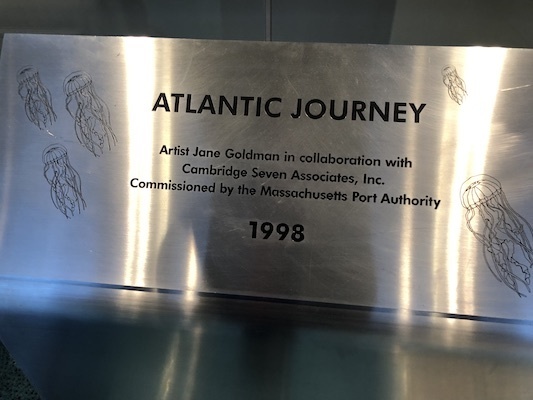 ATLANTIC JOURNEY
Artist Jane Goldman in collaboration with
Cambridge Seven Associates, Inc.
Commissioned by the Massachusetts Port Authority
1998